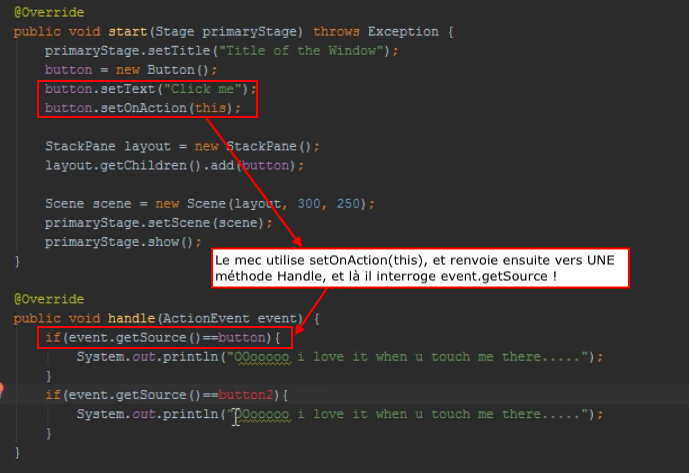 @Override
public void start(Stage primaryStage) throws Exception {
primaryStage.setTitle("Title of the Window");
button = new Button();
button.setText("Click me");
button.setOnAction(this);
StackPane layout = new StackPane();
layout.getChildren().add(button);
Scene scene = new Scene(layout, 300, 250);
primaryStage.setScene(scene);
primaryStage.show();
}
Le mec utilise setOnAction(this), et renvoie ensuite vers UNE
méthode Handle, et là il interroge event.getSource !
@Override
public void handle(ActionEvent event) {
if(event.getSource()==button){
System.out.println("OOooooo i love it when u touch me there.....");
}
if(event.getSource()==button2){
System.out.println("OOooooo i love it when u touch me there.....");
}
}